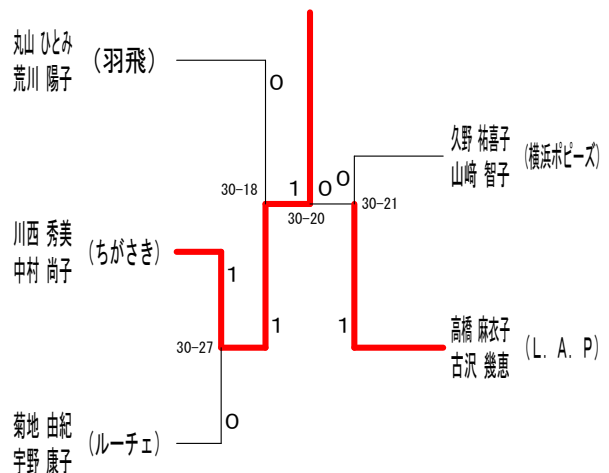 丸山 ひとみ
荒川 陽子
(羽飛)
0
久野 祐喜子
山﨑 智子
(横浜ポピーズ)
30-18
1
0
0
30-20
30-21
川西 秀美
中村 尚子
(ちがさき)
1
1
1
30-27
高橋 麻衣子
古沢 幾恵
(L. A. P)
菊地 由紀
宇野 康子
(ルーチェ)
0